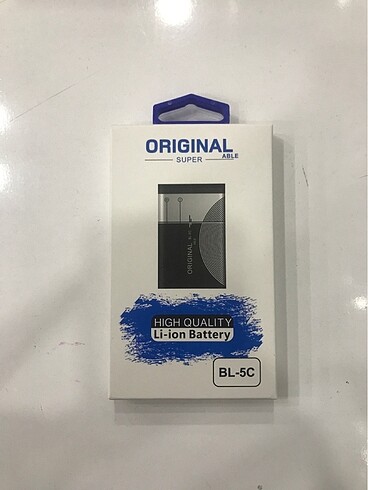 ORIGINAL
ABLE
SUPER
ORIGINAL
HIGH QUALITY
Li-ion Battery
BL-5C